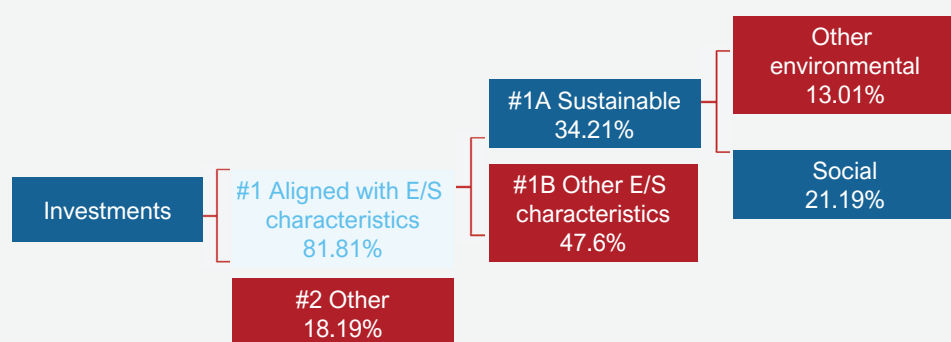 Investments
#1 Aligned with E/S
characteristics
81.81%
#2 Other
18.19%
#1A Sustainable
34.21%
#1B Other E/S
characteristics
47.6%
Other
environmental
13.01%
Social
21.19%